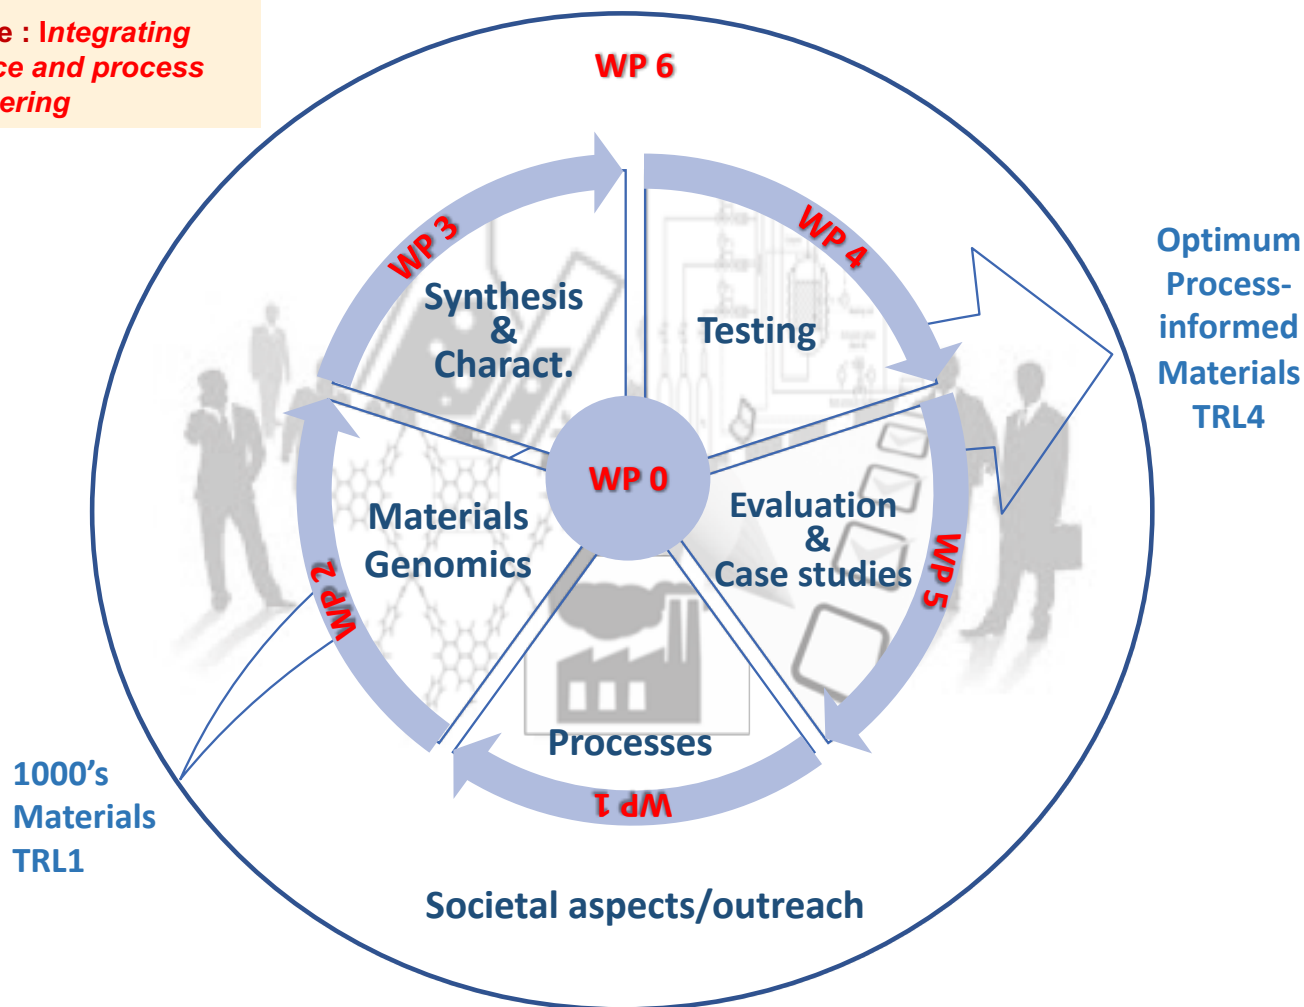 e : Integrating
ce and process
ering
WP 6
WP 3
WP 4
Synthesis
&
Charact.
Testing
Optimum
Process-
informed
Materials
TRL4
WP 0
Materials
Genomics
Evaluation
&
Case studies
WP 2
WP 5
Processes
WP 1
1000’s
Materials
TRL1
Societal aspects/outreach